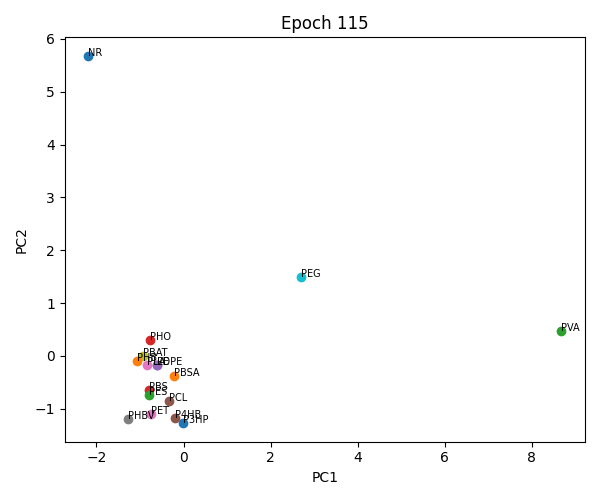 Epoch 115
6
NR
5
4
3
2
PEG
PC2
1
PVA
PHO
0
PBAT
PBSA
PBS
PES
PCL
−1
PET
PHBV
P4HB
P3HP
−2
0
2
4
6
8
PC1